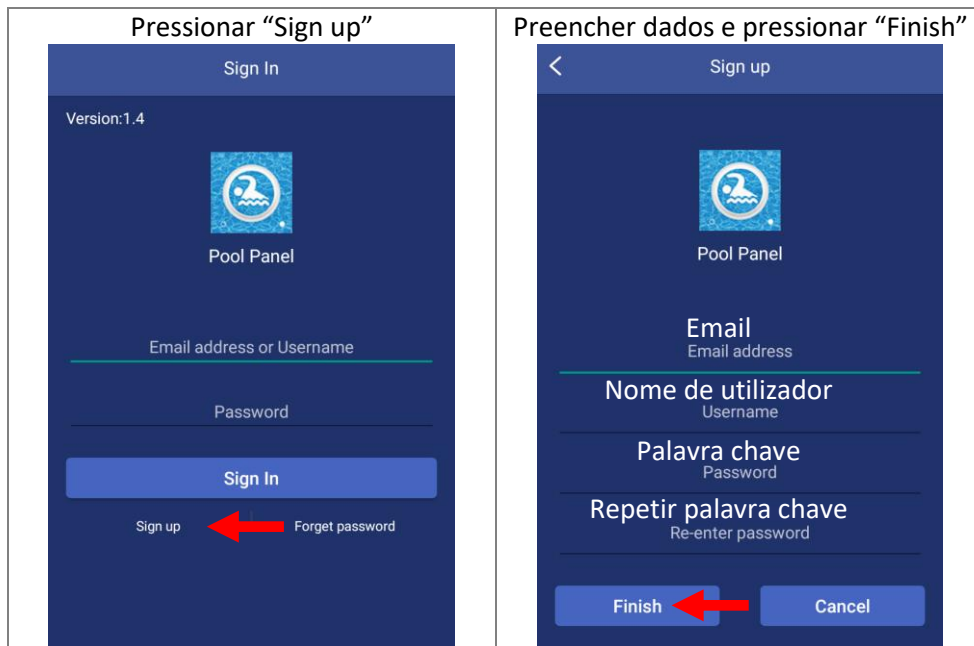 Pressionar “Sign up”
Sign In
Version:1.4
Pool Panel
Email address or Username
Password
Sign In
Sign up
Forget password
Preencher dados e pressionar “Finish”
Sign up
Pool Panel
Email
Email address
Nome de utilizador
Username
Palavra chave
Password
Repetir palavra chave
Re-enter password
Finish
Cancel